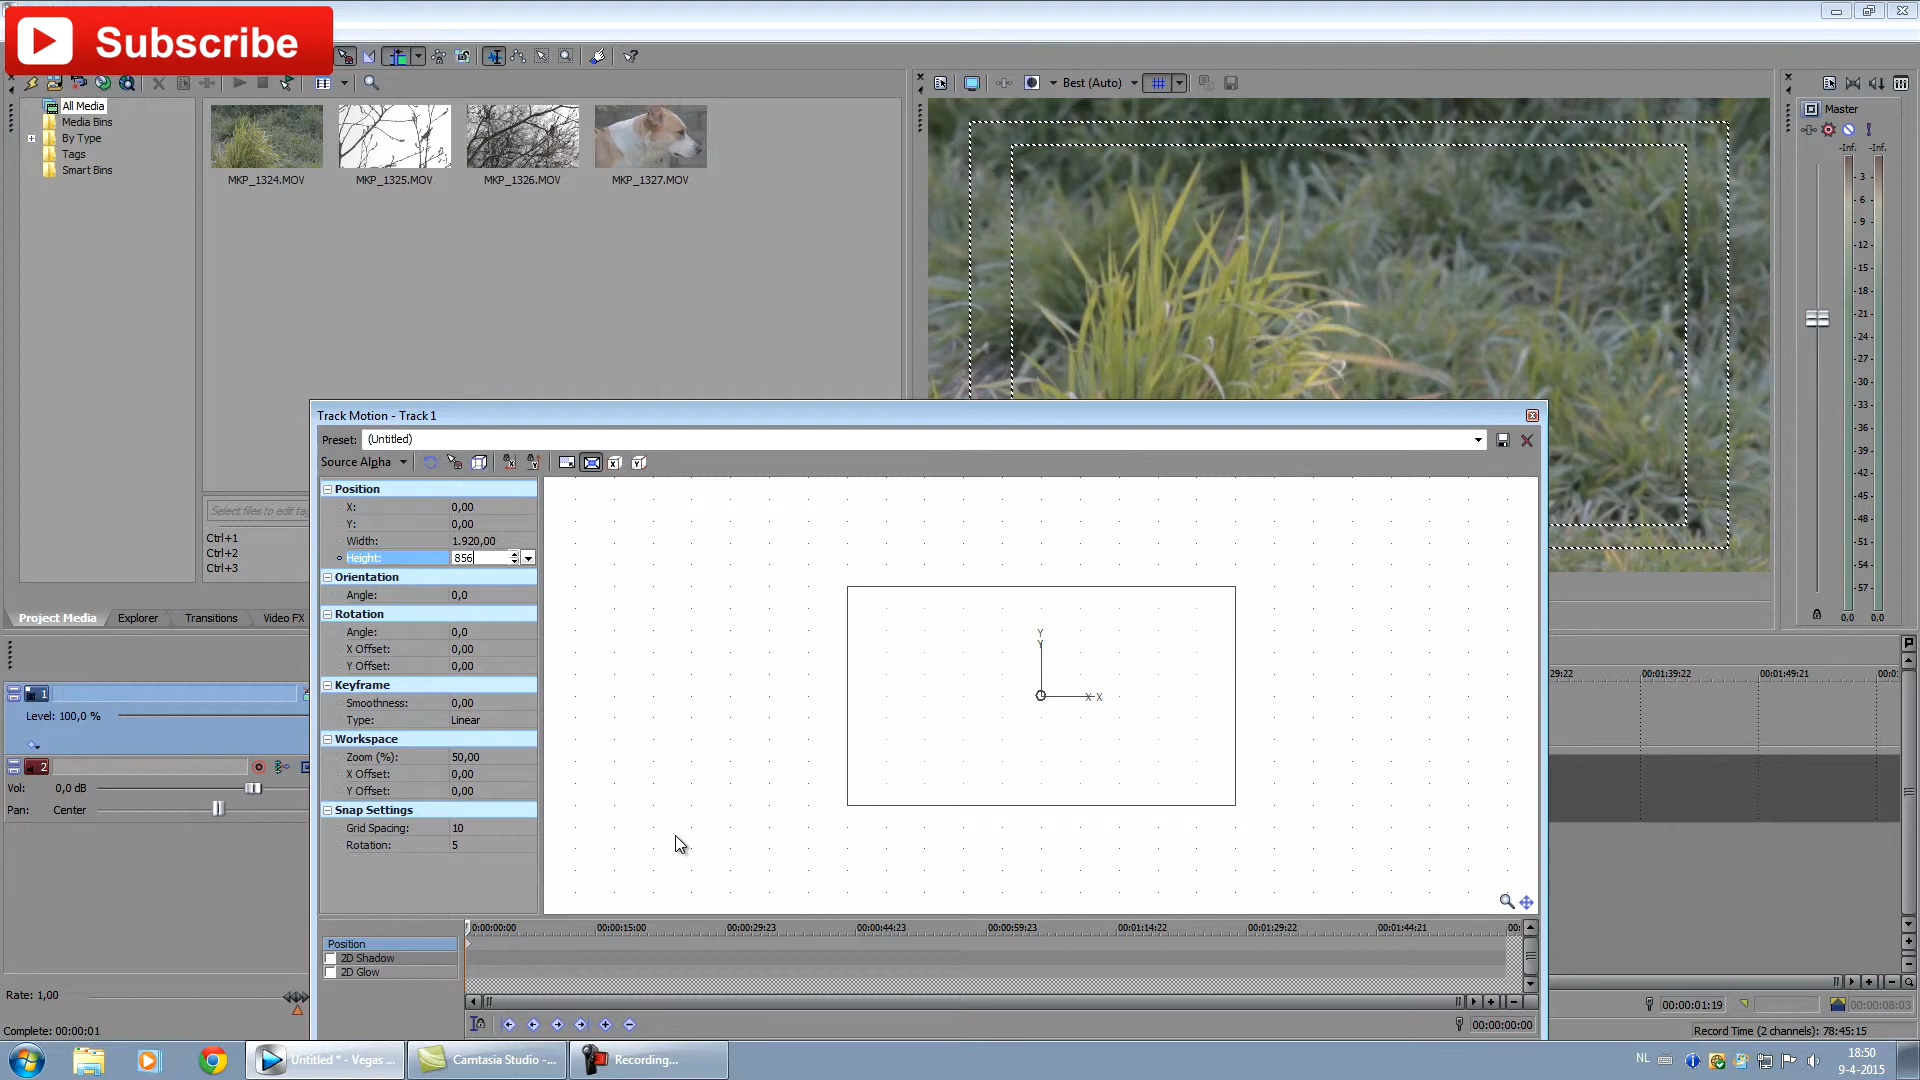 Subscribe
Best (Auto)
All Media
Media Bins
By Type
Tags
Smart Bins
MKP_1324.MOV
MKP_1325.MOV
MKP_1326.MOV
MKP_1327.MOV
Master
-Inf.
-Inf.
- 3 -
- 6 -
- 9 -
-12-
-15-
-18-
-21-
-24-
-27-
-30-
-33-
-36-
-39-
-42-
-45-
-48-
-51-
-54-
-57-
0,0
0,0
Track Motion - Track 1
Preset:
(Untitled)
Source Alpha
Position
X: 0,00
Y: 0,00
Width: 1.920,00
Height: 856
Orientation
Angle: 0,0
Rotation
Angle: 0,0
X Offset: 0,00
Y Offset: 0,00
Keyframe
Smoothness: 0,00
Type: Linear
Workspace
Zoom (%): 50,00
X Offset: 0,00
Y Offset: 0,00
Snap Settings
Grid Spacing: 10
Rotation: 5
Y
Y
X
X
Select files to edit tag
Ctrl+1
Ctrl+2
Ctrl+3
Project Media
Explorer
Transitions
Video FX
1
Level: 100,0 %
2
Vol: 0,0 dB
Pan: Center
Rate: 1,00
Complete: 00:00:01
:29:22
00:01:39:22
00:01:49:21
00:0
0:00:00:00
00:00:15:00
00:00:29:23
00:00:44:23
00:00:59:23
00:01:14:22
00:01:29:22
00:01:44:21
00:
Position
2D Shadow
2D Glow
00:00:00:00
00:00:01:19
00:00:08:03
Record Time (2 channels): 78:45:15
Untitled * - Vegas ...
Camtasia Studio -...
Recording...
NL
18:50
9-4-2015